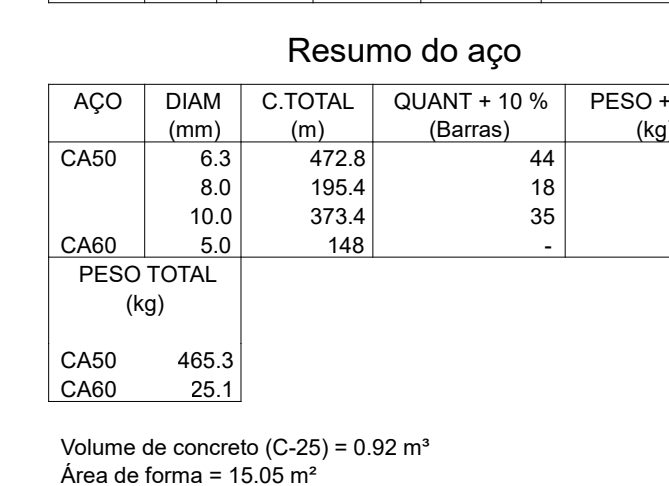 Resumo do aço
AÇO DIAM C.TOTAL QUANT + 10 % PESO +
(mm) (m) (Barras) (kg)
CA50 6.3 472.8 44
8.0 195.4 18
10.0 373.4 35
CA60 5.0 148 -
PESO TOTAL
(kg)
CA50 465.3
CA60 25.1
Volume de concreto (C-25) = 0.92 m³
Área de forma = 15.05 m²